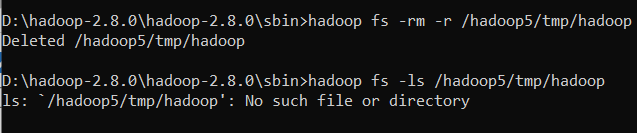 D:\hadoop-2.8.0\hadoop-2.8.0\sbin>hadoop fs -rm -r /hadoop5/tmp/hadoop
Deleted /hadoop5/tmp/hadoop
D:\hadoop-2.8.0\hadoop-2.8.0\sbin>hadoop fs -ls /hadoop5/tmp/hadoop
ls: `/hadoop5/tmp/hadoop': No such file or directory